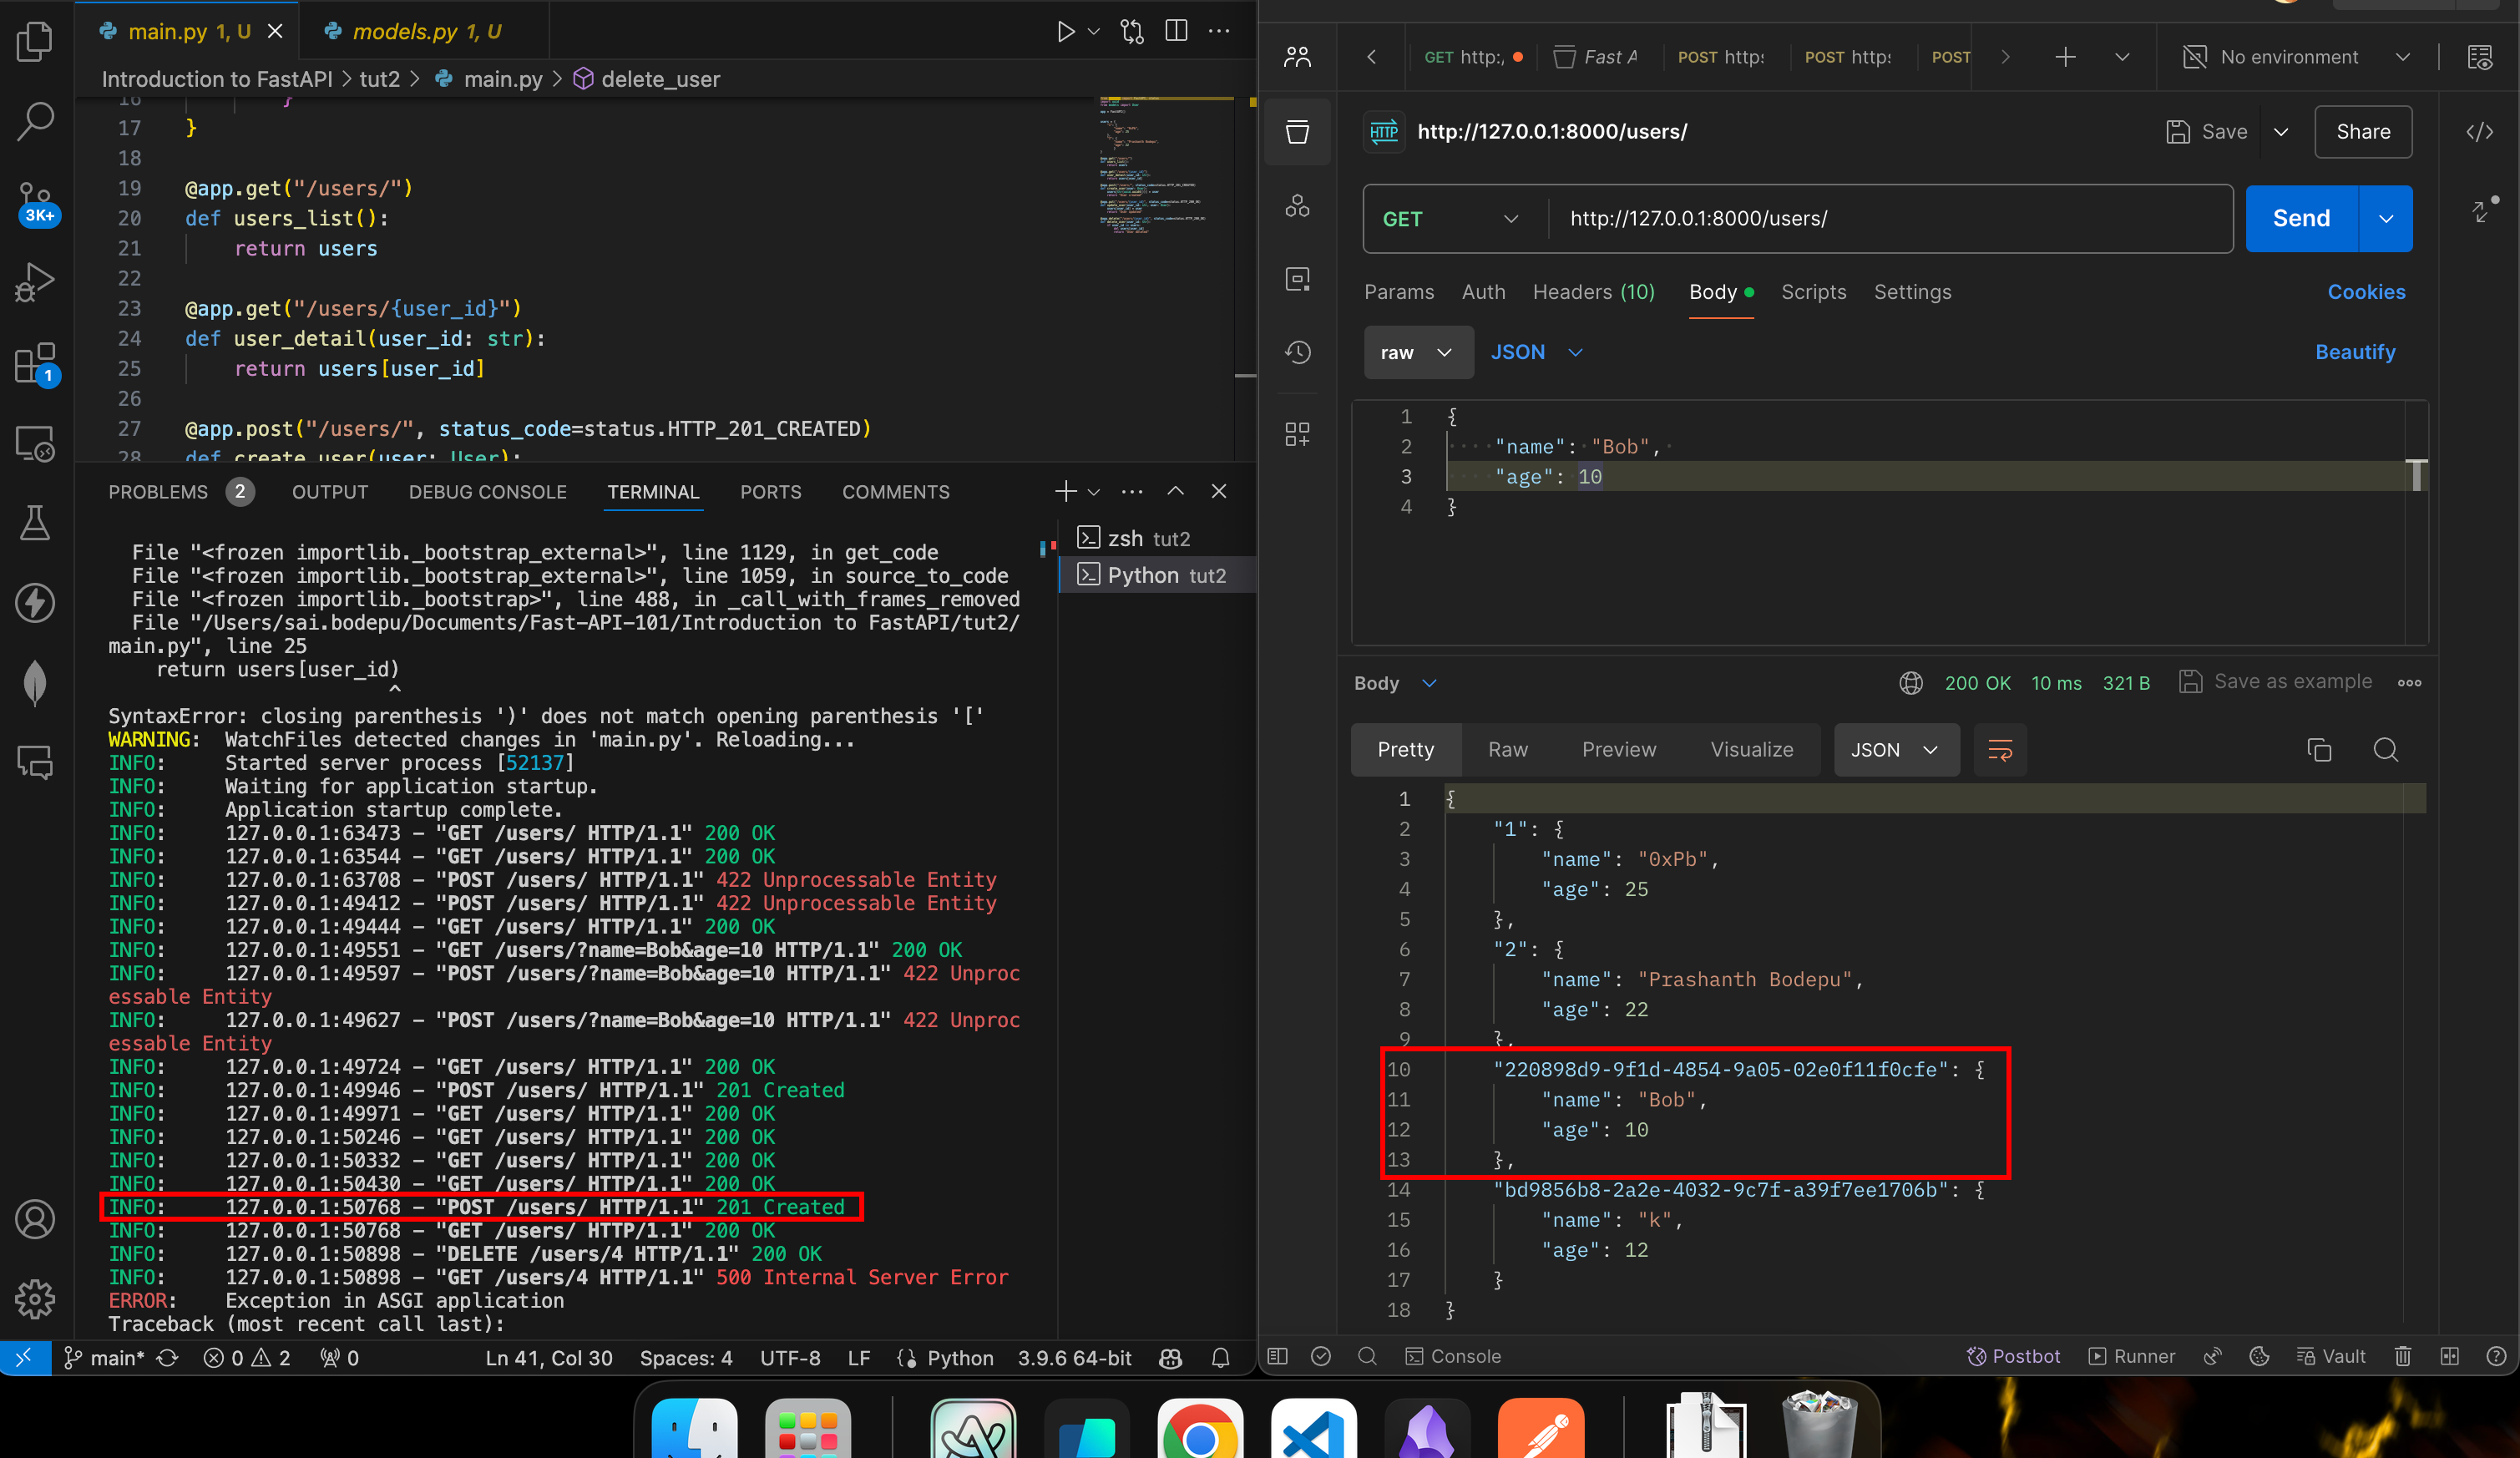 main.py 1, U
models.py 1, U
Introduction to FastAPI > tut2 > main.py > delete_user
16 }
17 }
18
19 @app.get("/users/")
20 def users_list():
21 return users
22
23 @app.get("/users/{user_id}")
24 def user_detail(user_id: str):
25 return users[user_id]
26
27 @app.post("/users/", status_code=status.HTTP_201_CREATED)
28 def create_user(user: User):
3K+
1
PROBLEMS 2 OUTPUT DEBUG CONSOLE TERMINAL PORTS COMMENTS
zsh tut2
Python tut2
File "<frozen importlib._bootstrap_external>", line 1129, in get_code
File "<frozen importlib._bootstrap_external>", line 1059, in source_to_code
File "<frozen importlib._bootstrap>", line 488, in _call_with_frames_removed
File "/Users/sai.bodepu/Documents/Fast-API-101/Introduction to FastAPI/tut2/
main.py", line 25
return users[user_id)
^
SyntaxError: closing parenthesis ')' does not match opening parenthesis '['
WARNING: WatchFiles detected changes in 'main.py'. Reloading...
INFO: Started server process [52137]
INFO: Waiting for application startup.
INFO: Application startup complete.
INFO: 127.0.0.1:63473 - "GET /users/ HTTP/1.1" 200 OK
INFO: 127.0.0.1:63544 - "GET /users/ HTTP/1.1" 200 OK
INFO: 127.0.0.1:63708 - "POST /users/ HTTP/1.1" 422 Unprocessable Entity
INFO: 127.0.0.1:49412 - "POST /users/ HTTP/1.1" 422 Unprocessable Entity
INFO: 127.0.0.1:49444 - "GET /users/ HTTP/1.1" 200 OK
INFO: 127.0.0.1:49551 - "GET /users/?name=Bob&age=10 HTTP/1.1" 200 OK
INFO: 127.0.0.1:49597 - "POST /users/?name=Bob&age=10 HTTP/1.1" 422 Unproc
essable Entity
INFO: 127.0.0.1:49627 - "POST /users/?name=Bob&age=10 HTTP/1.1" 422 Unproc
essable Entity
INFO: 127.0.0.1:49724 - "GET /users/ HTTP/1.1" 200 OK
INFO: 127.0.0.1:49946 - "POST /users/ HTTP/1.1" 201 Created
INFO: 127.0.0.1:49971 - "GET /users/ HTTP/1.1" 200 OK
INFO: 127.0.0.1:50246 - "GET /users/ HTTP/1.1" 200 OK
INFO: 127.0.0.1:50332 - "GET /users/ HTTP/1.1" 200 OK
INFO: 127.0.0.1:50430 - "GET /users/ HTTP/1.1" 200 OK
INFO: 127.0.0.1:50768 - "POST /users/ HTTP/1.1" 201 Created
INFO: 127.0.0.1:50768 - "GET /users/ HTTP/1.1" 200 OK
INFO: 127.0.0.1:50898 - "DELETE /users/4 HTTP/1.1" 200 OK
INFO: 127.0.0.1:50898 - "GET /users/4 HTTP/1.1" 500 Internal Server Error
ERROR: Exception in ASGI application
Traceback (most recent call last):
main* 0 2 0 Ln 41, Col 30 Spaces: 4 UTF-8 LF Python 3.9.6 64-bit
GET http:, Fast A POST https POST https POST No environment
HTTP http://127.0.0.1:8000/users/ Save Share
GET http://127.0.0.1:8000/users/ Send
Params Auth Headers (10) Body Scripts Settings Cookies
raw JSON Beautify
1 {
2 "name": "Bob",
3 "age": 10
4 }
Body 200 OK 10 ms 321 B Save as example
Pretty Raw Preview Visualize JSON
1 {
2 "1": {
3 "name": "0xPb",
4 "age": 25
5 },
6 "2": {
7 "name": "Prashanth Bodepu",
8 "age": 22
9 },
10 "220898d9-9f1d-4854-9a05-02e0f11f0cfe": {
11 "name": "Bob",
12 "age": 10
13 },
14 "bd9856b8-2a2e-4032-9c7f-a39f7ee1706b": {
15 "name": "k",
16 "age": 12
17 }
18 }
Console Postbot Runner Vault